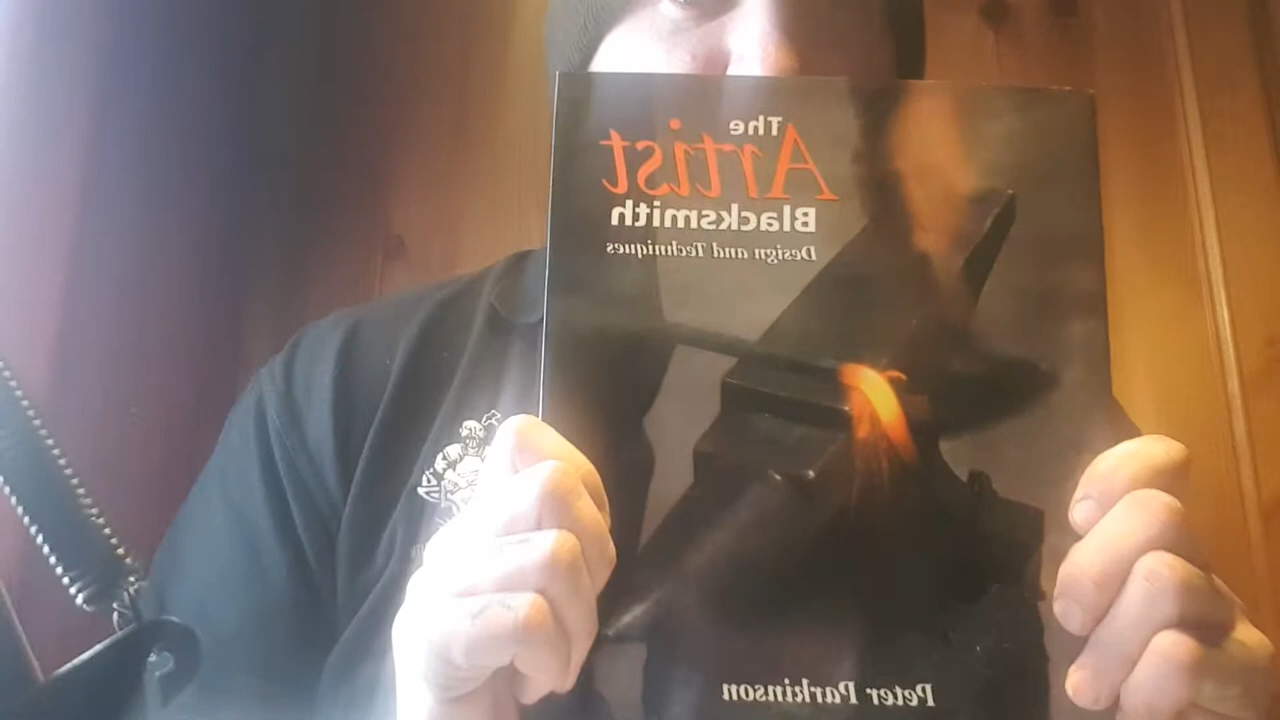 The
Artist
Blacksmith
Design and Techniques
Peter Parkinson